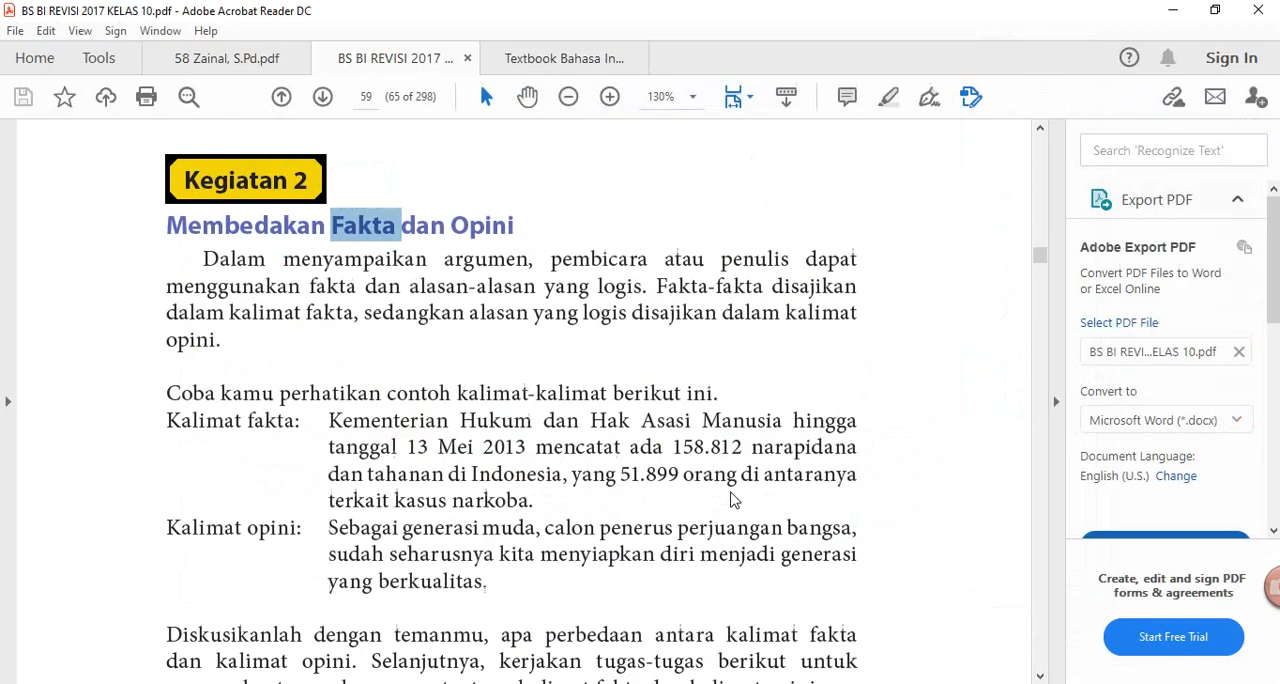 BS BI REVISI 2017 KELAS 10.pdf - Adobe Acrobat Reader DC
File Edit View Sign Window Help
Home Tools 58 Zainal, S.Pd.pdf BS BI REVISI 2017 ... × Textbook Bahasa In... Sign In
59 (65 of 298) 130%
Kegiatan 2
Membedakan Fakta dan Opini
Dalam menyampaikan argumen, pembicara atau penulis dapat
menggunakan fakta dan alasan-alasan yang logis. Fakta-fakta disajikan
dalam kalimat fakta, sedangkan alasan yang logis disajikan dalam kalimat
opini.
Coba kamu perhatikan contoh kalimat-kalimat berikut ini.
Kalimat fakta: Kementerian Hukum dan Hak Asasi Manusia hingga
tanggal 13 Mei 2013 mencatat ada 158.812 narapidana
dan tahanan di Indonesia, yang 51.899 orang di antaranya
terkait kasus narkoba.
Kalimat opini: Sebagai generasi muda, calon penerus perjuangan bangsa,
sudah seharusnya kita menyiapkan diri menjadi generasi
yang berkualitas.
Diskusikanlah dengan temanmu, apa perbedaan antara kalimat fakta
dan kalimat opini. Selanjutnya, kerjakan tugas-tugas berikut untuk
Search 'Recognize Text'
Export PDF
Adobe Export PDF
Convert PDF Files to Word
or Excel Online
Select PDF File
BS BI REVI...ELAS 10.pdf
Convert to
Microsoft Word (*.docx)
Document Language:
English (U.S.) Change
Create, edit and sign PDF
forms & agreements
Start Free Trial